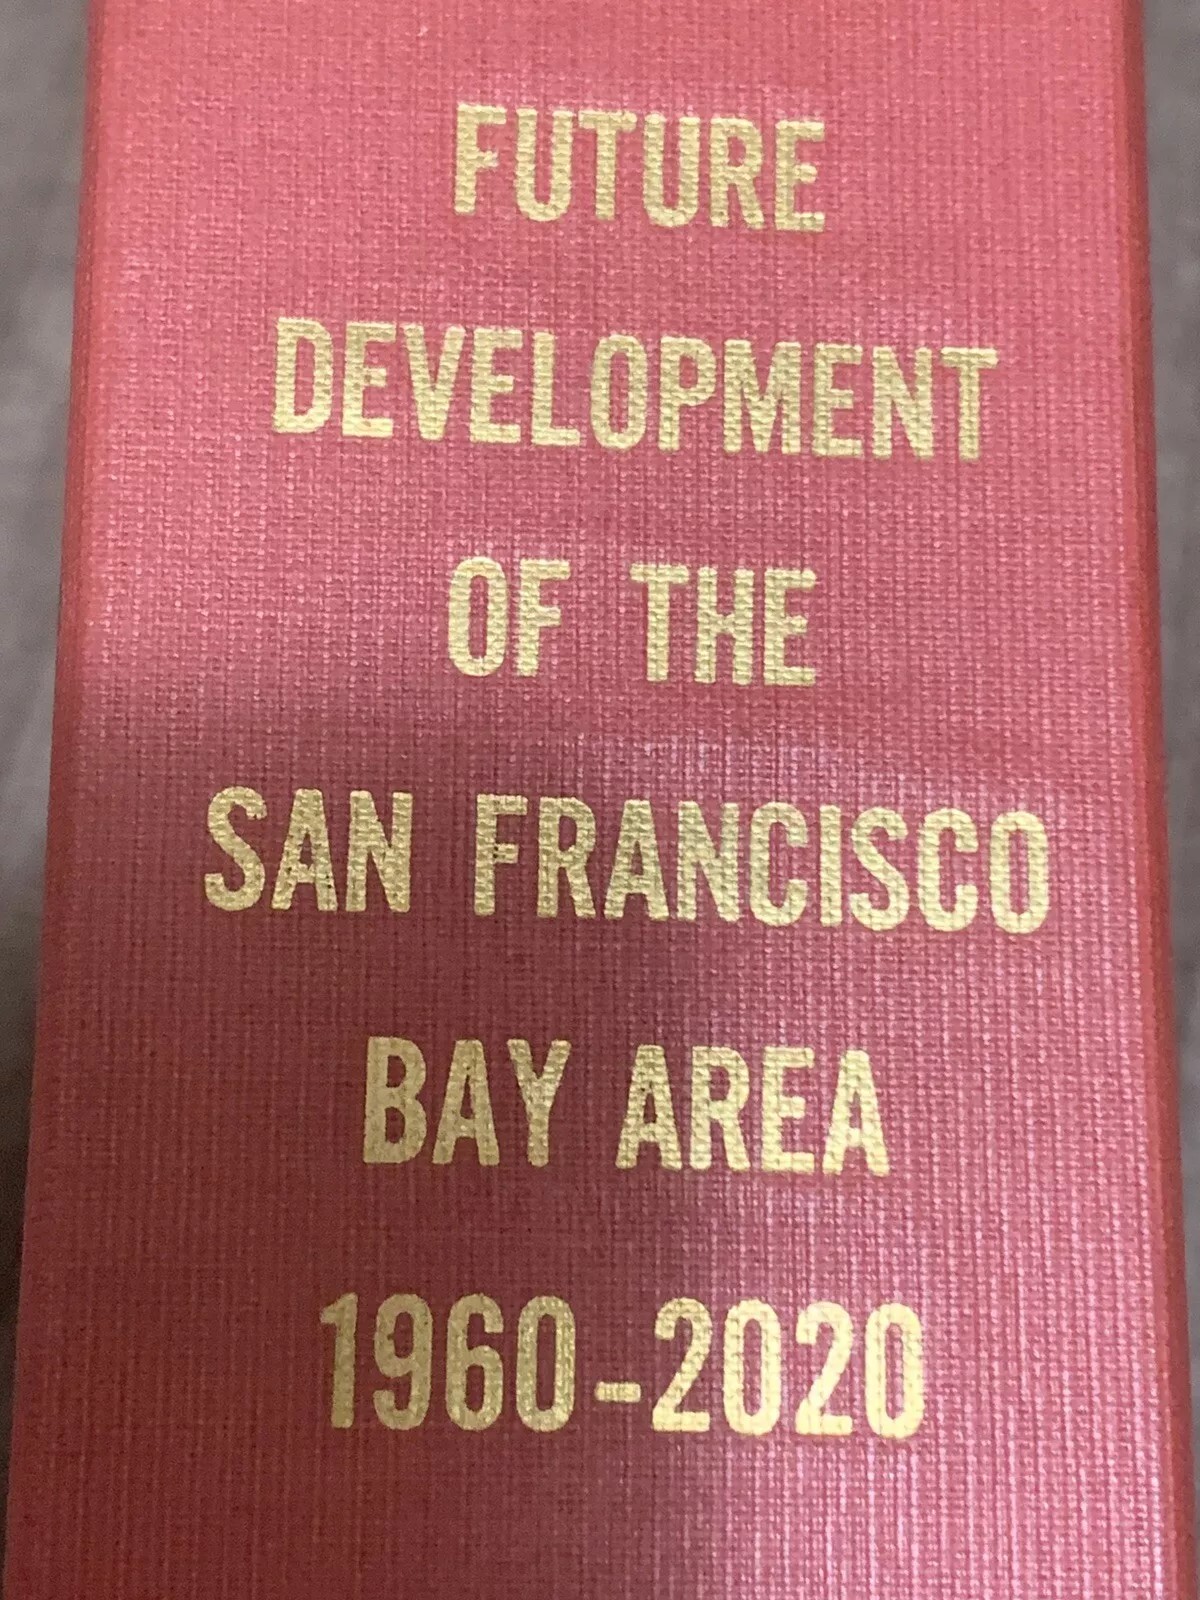 FUTURE
DEVELOPMENT
OF THE
SAN FRANCISCO
BAY AREA
1960-2020